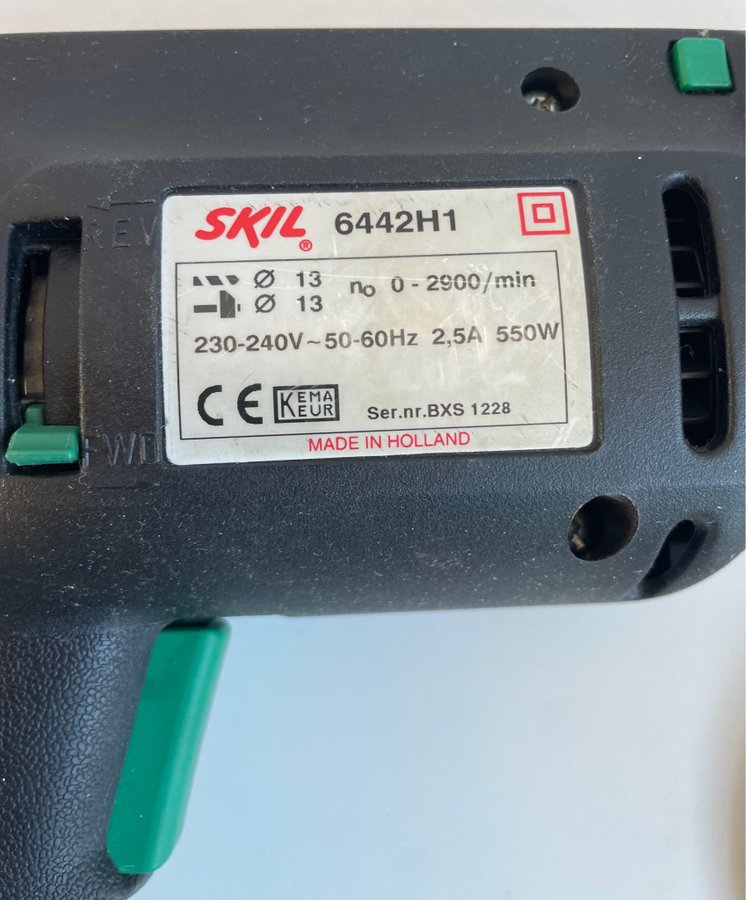 REV
SKIL® 6442H1
Ø 13 n₀ 0 - 2900/min
Ø 13
230-240V ~ 50-60Hz 2,5A 550W
CE KEMA KEUR Ser.nr.BXS 1228
MADE IN HOLLAND
FWD